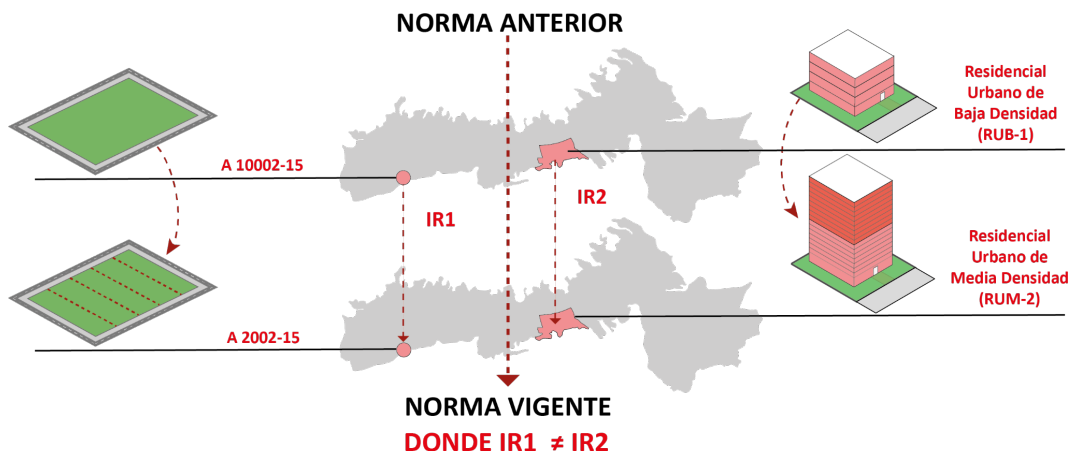 NORMA ANTERIOR
Residencial
Urbano de
Baja Densidad
(RUB-1)
A 10002-15
IR1
IR2
Residencial
Urbano de
Media Densidad
(RUM-2)
A 2002-15
NORMA VIGENTE
DONDE IR1 ≠ IR2